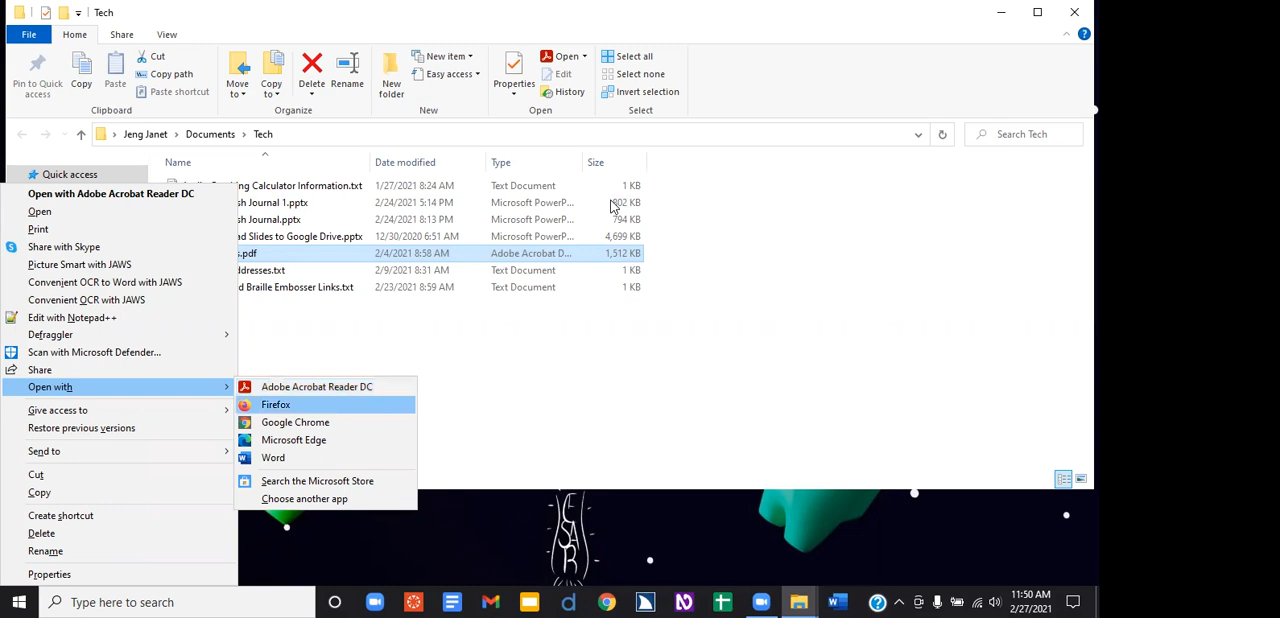 Tech
File Home Share View
Pin to Quick access
Copy
Paste
Cut
Copy path
Paste shortcut
Clipboard
Move to
Copy to
Delete
Rename
Organize
New folder
New item
Easy access
New
Properties
Open
Edit
History
Open
Select all
Select none
Invert selection
Select
Jeng Janet > Documents > Tech
Search Tech
Name Date modified Type Size
Quick access
Calculator Information.txt 1/27/2021 8:24 AM Text Document 1 KB
sh Journal 1.pptx 2/24/2021 5:14 PM Microsoft PowerP... 802 KB
sh Journal.pptx 2/24/2021 8:13 PM Microsoft PowerP... 794 KB
ad Slides to Google Drive.pptx 12/30/2020 6:51 AM Microsoft PowerP... 4,699 KB
s.pdf 2/4/2021 8:58 AM Adobe Acrobat D... 1,512 KB
ddresses.txt 2/9/2021 8:31 AM Text Document 1 KB
d Braille Embosser Links.txt 2/23/2021 8:59 AM Text Document 1 KB
Open with Adobe Acrobat Reader DC
Open
Print
Share with Skype
Picture Smart with JAWS
Convenient OCR to Word with JAWS
Convenient OCR with JAWS
Edit with Notepad++
Defraggler
Scan with Microsoft Defender...
Share
Open with
Give access to
Restore previous versions
Send to
Cut
Copy
Create shortcut
Delete
Rename
Properties
Adobe Acrobat Reader DC
Firefox
Google Chrome
Microsoft Edge
Word
Search the Microsoft Store
Choose another app
Type here to search
11:50 AM
2/27/2021